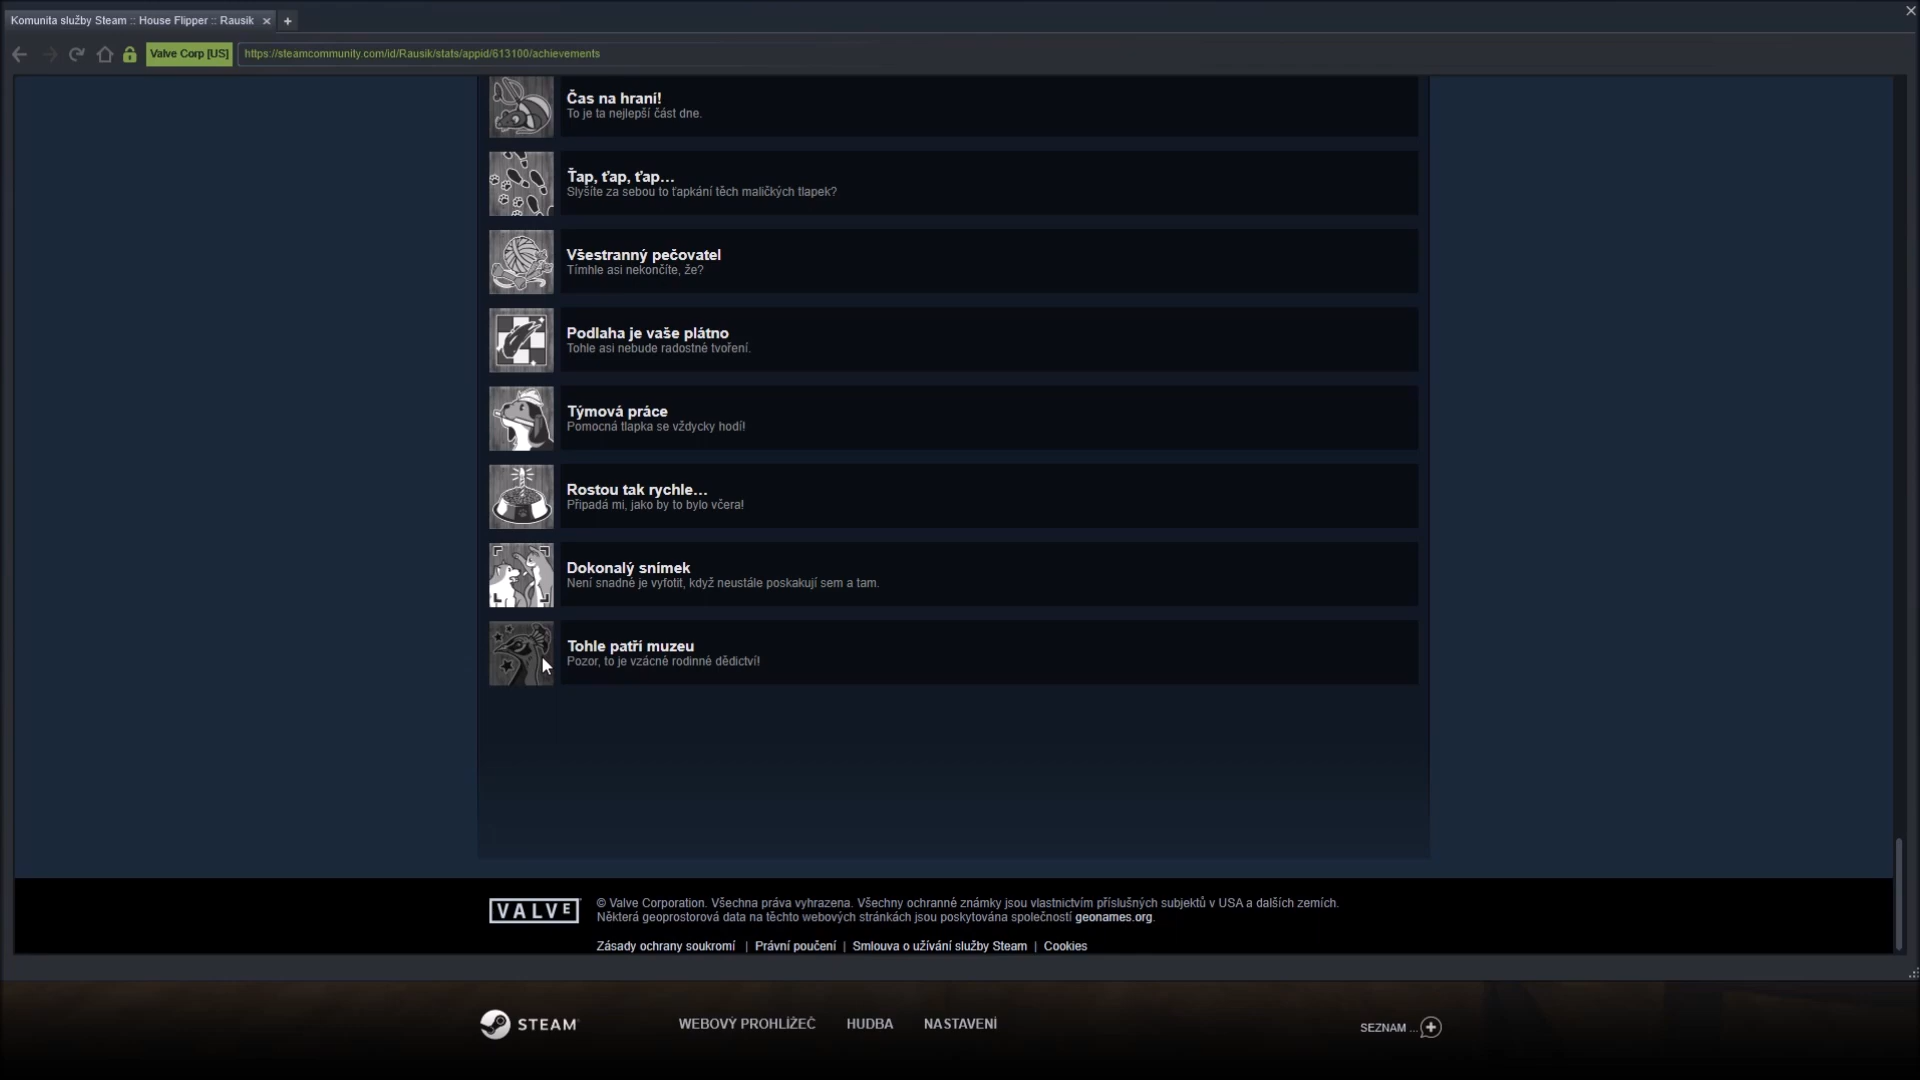 Komunita služby Steam :: House Flipper :: Rausik
Valve Corp [US]
https://steamcommunity.com/id/Rausik/stats/appid/613100/achievements
Čas na hraní!
To je ta nejlepší část dne.
Ťap, ťap, ťap...
Slyšíte za sebou to ťapkání těch maličkých tlapek?
Všestranný pečovatel
Tímhle asi nekončíte, že?
Podlaha je vaše plátno
Tohle asi nebude radostné tvoření.
Týmová práce
Pomocná tlapka se vždycky hodí!
Rostou tak rychle...
Připadá mi, jako by to bylo včera!
Dokonalý snímek
Není snadné je vyfotit, když neustále poskakují sem a tam.
Tohle patří muzeu
Pozor, to je vzácné rodinné dědictví!
VALVE
© Valve Corporation. Všechna práva vyhrazena. Všechny ochranné známky jsou vlastnictvím příslušných subjektů v USA a dalších zemích.
Některá geoprostorová data na těchto webových stránkách jsou poskytována společností geonames.org.
Zásady ochrany soukromí | Právní poučení | Smlouva o užívání služby Steam | Cookies
STEAM
WEBOVÝ PROHLÍŽEČ
HUDBA
NASTAVENÍ
SEZNAM ...